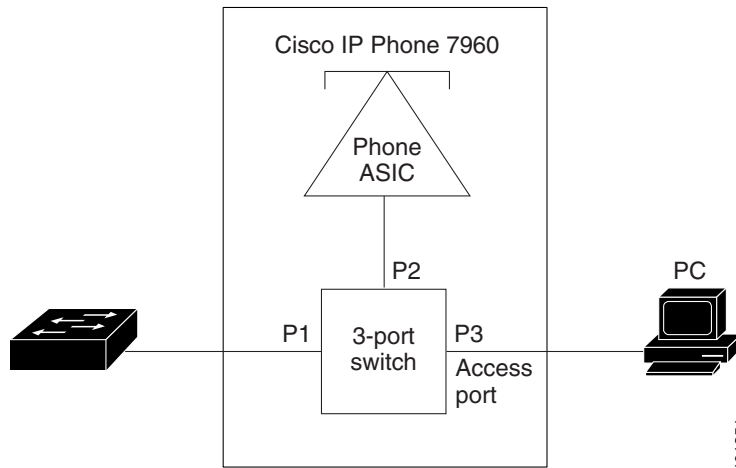 Cisco IP Phone 7960
Phone
ASIC
P2
PC
P1
3-port
switch
P3
Access
port